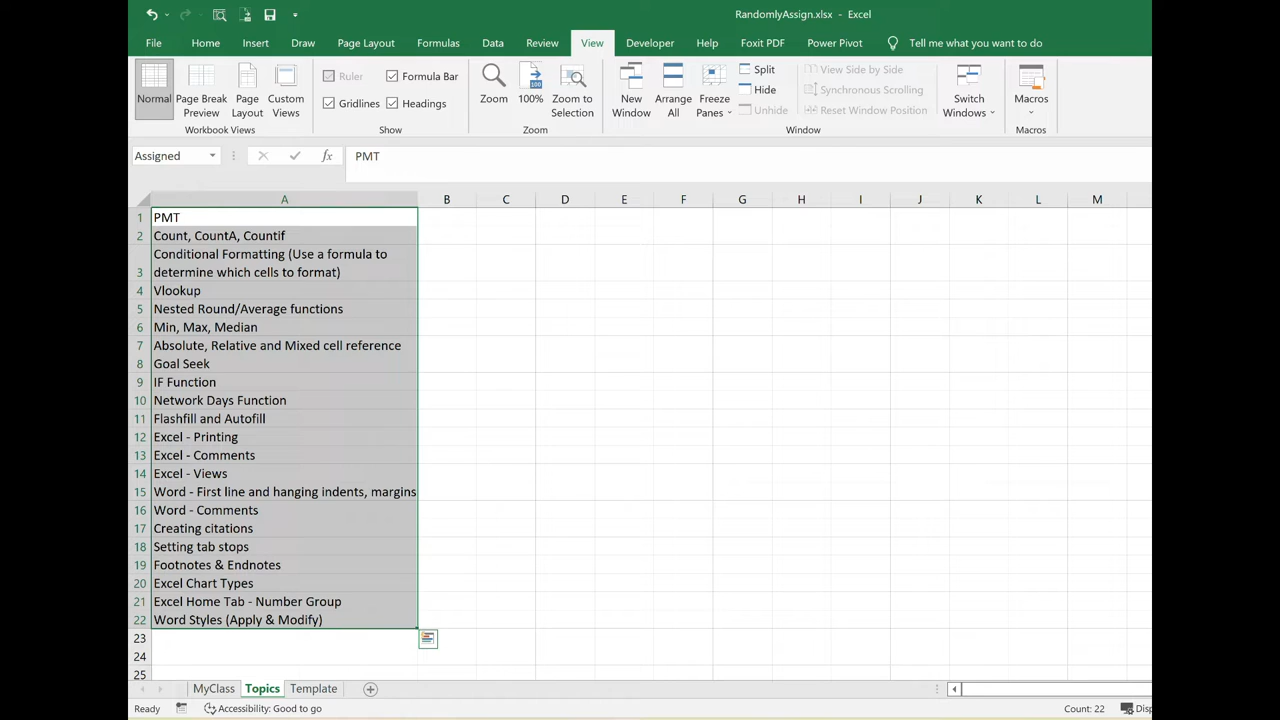 RandomlyAssign.xlsx - Excel
File Home Insert Draw Page Layout Formulas Data Review View Developer Help Foxit PDF Power Pivot Tell me what you want to do
Normal
Page Break Preview
Page Layout
Custom Views
Ruler
Formula Bar
Gridlines
Headings
Zoom
100%
Zoom to Selection
New Window
Arrange All
Freeze Panes
Split
Hide
Unhide
View Side by Side
Synchronous Scrolling
Reset Window Position
Switch Windows
Macros
Workbook Views Show Zoom Window Macros
Assigned fx PMT
A B C D E F G H I J K L M
1 PMT
2 Count, CountA, Countif
Conditional Formatting (Use a formula to
3 determine which cells to format)
4 Vlookup
5 Nested Round/Average functions
6 Min, Max, Median
7 Absolute, Relative and Mixed cell reference
8 Goal Seek
9 IF Function
10 Network Days Function
11 Flashfill and Autofill
12 Excel - Printing
13 Excel - Comments
14 Excel - Views
15 Word - First line and hanging indents, margins
16 Word - Comments
17 Creating citations
18 Setting tab stops
19 Footnotes & Endnotes
20 Excel Chart Types
21 Excel Home Tab - Number Group
22 Word Styles (Apply & Modify)
23
24
25
MyClass Topics Template
Ready Accessibility: Good to go Count: 22 Disp